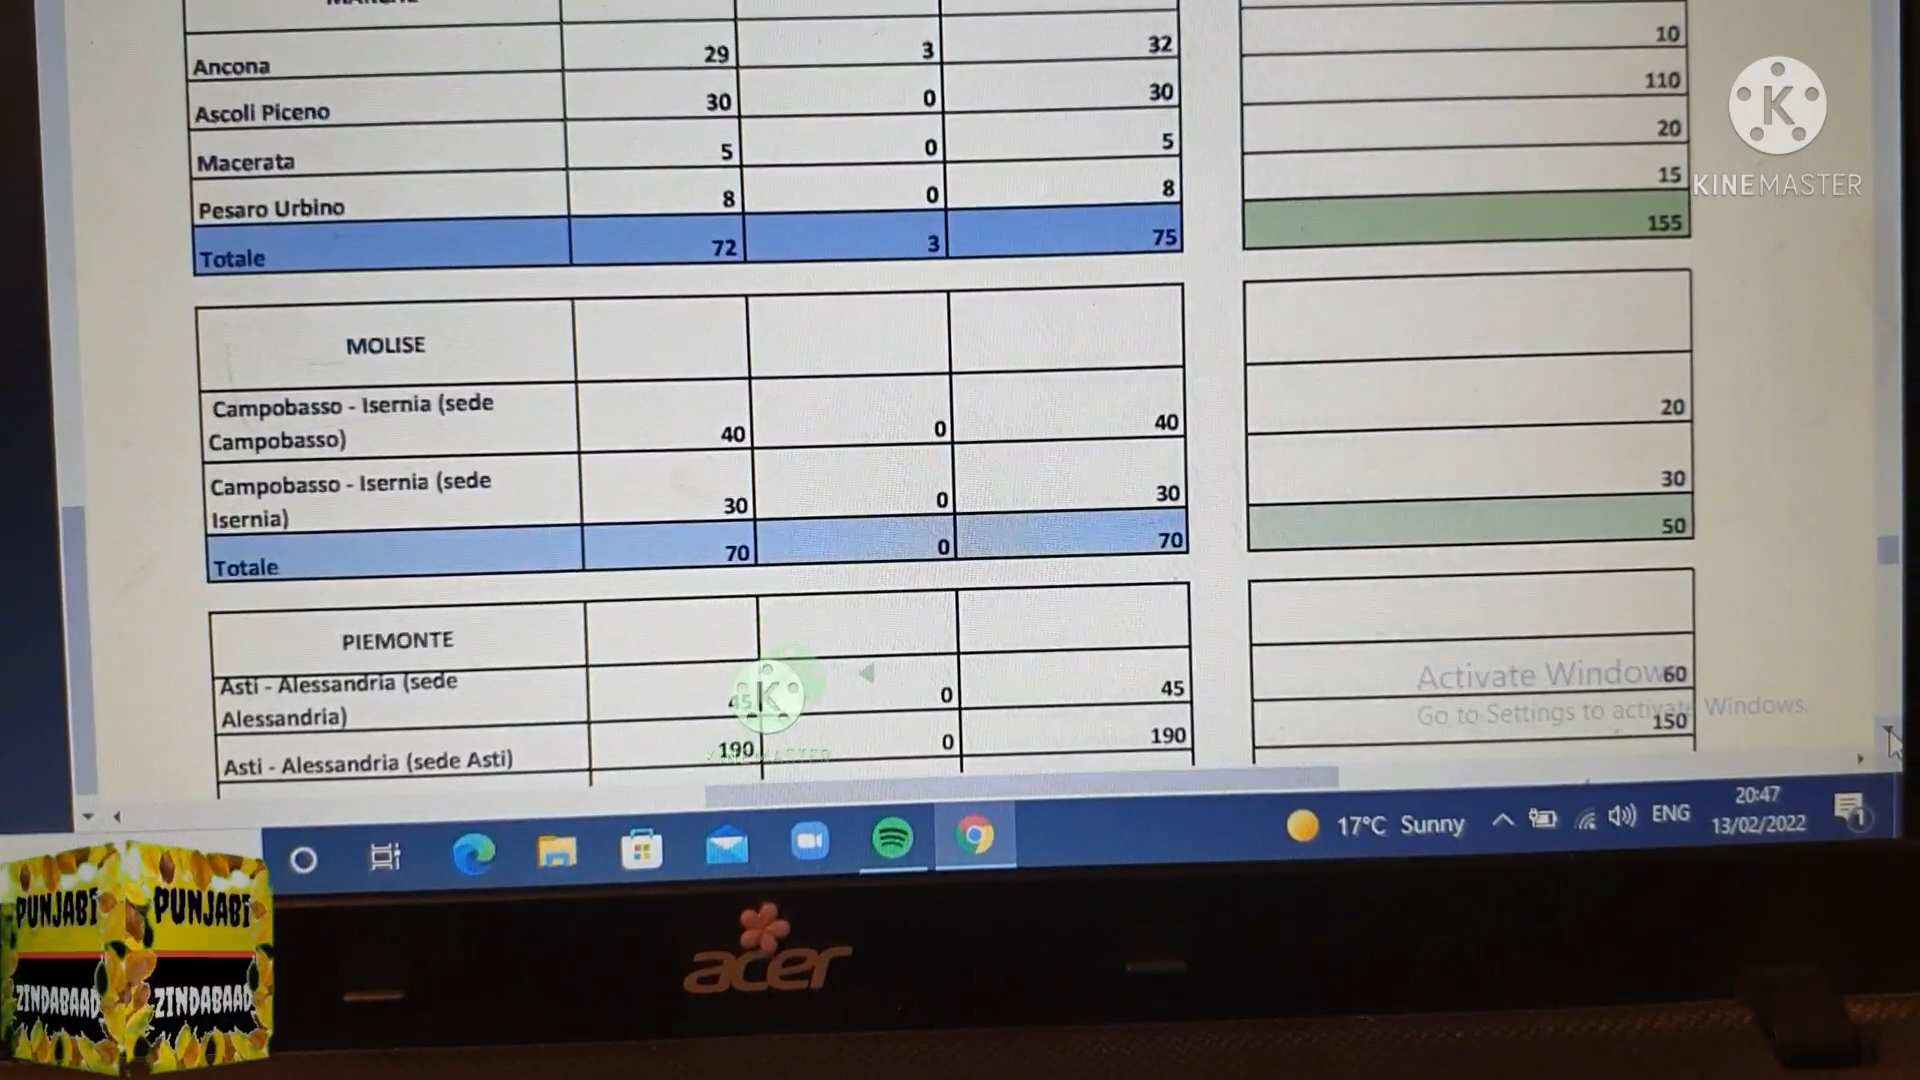 Ancona 29 3 32 10
Ascoli Piceno 30 0 30 110
Macerata 5 0 5 20
Pesaro Urbino 8 0 8 15
Totale 72 3 75 155
KINEMASTER
MOLISE
Campobasso - Isernia (sede
Campobasso) 40 0 40 20
Campobasso - Isernia (sede
Isernia) 30 0 30 30
Totale 70 0 70 50
PIEMONTE
Asti - Alessandria (sede
Alessandria) 45 0 45 60
Asti - Alessandria (sede Asti) 190 0 190 150
Activate Windows
Go to Settings to activate Windows.
17°C Sunny
ENG
20:47
13/02/2022
1
PUNJABI
ZINDABAAD
PUNJABI
ZINDABAAD
acer